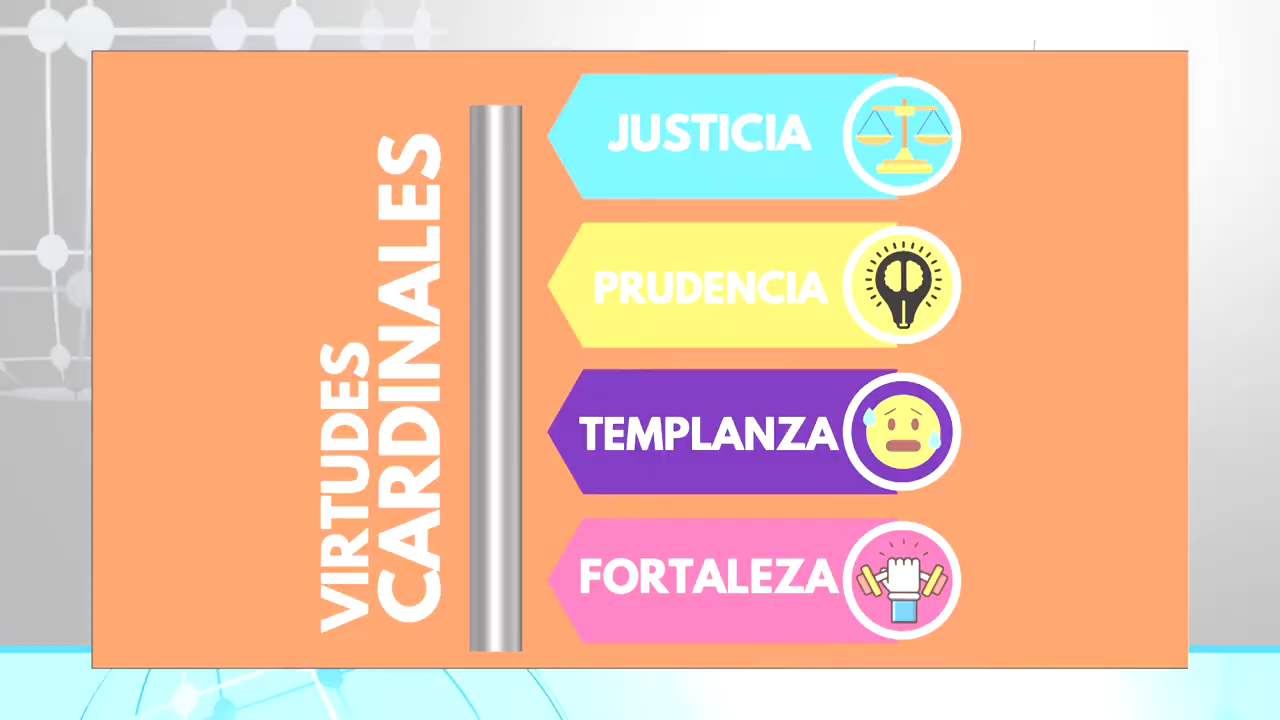 VIRTUDES
CARDINALES
JUSTICIA
PRUDENCIA
TEMPLANZA
FORTALEZA